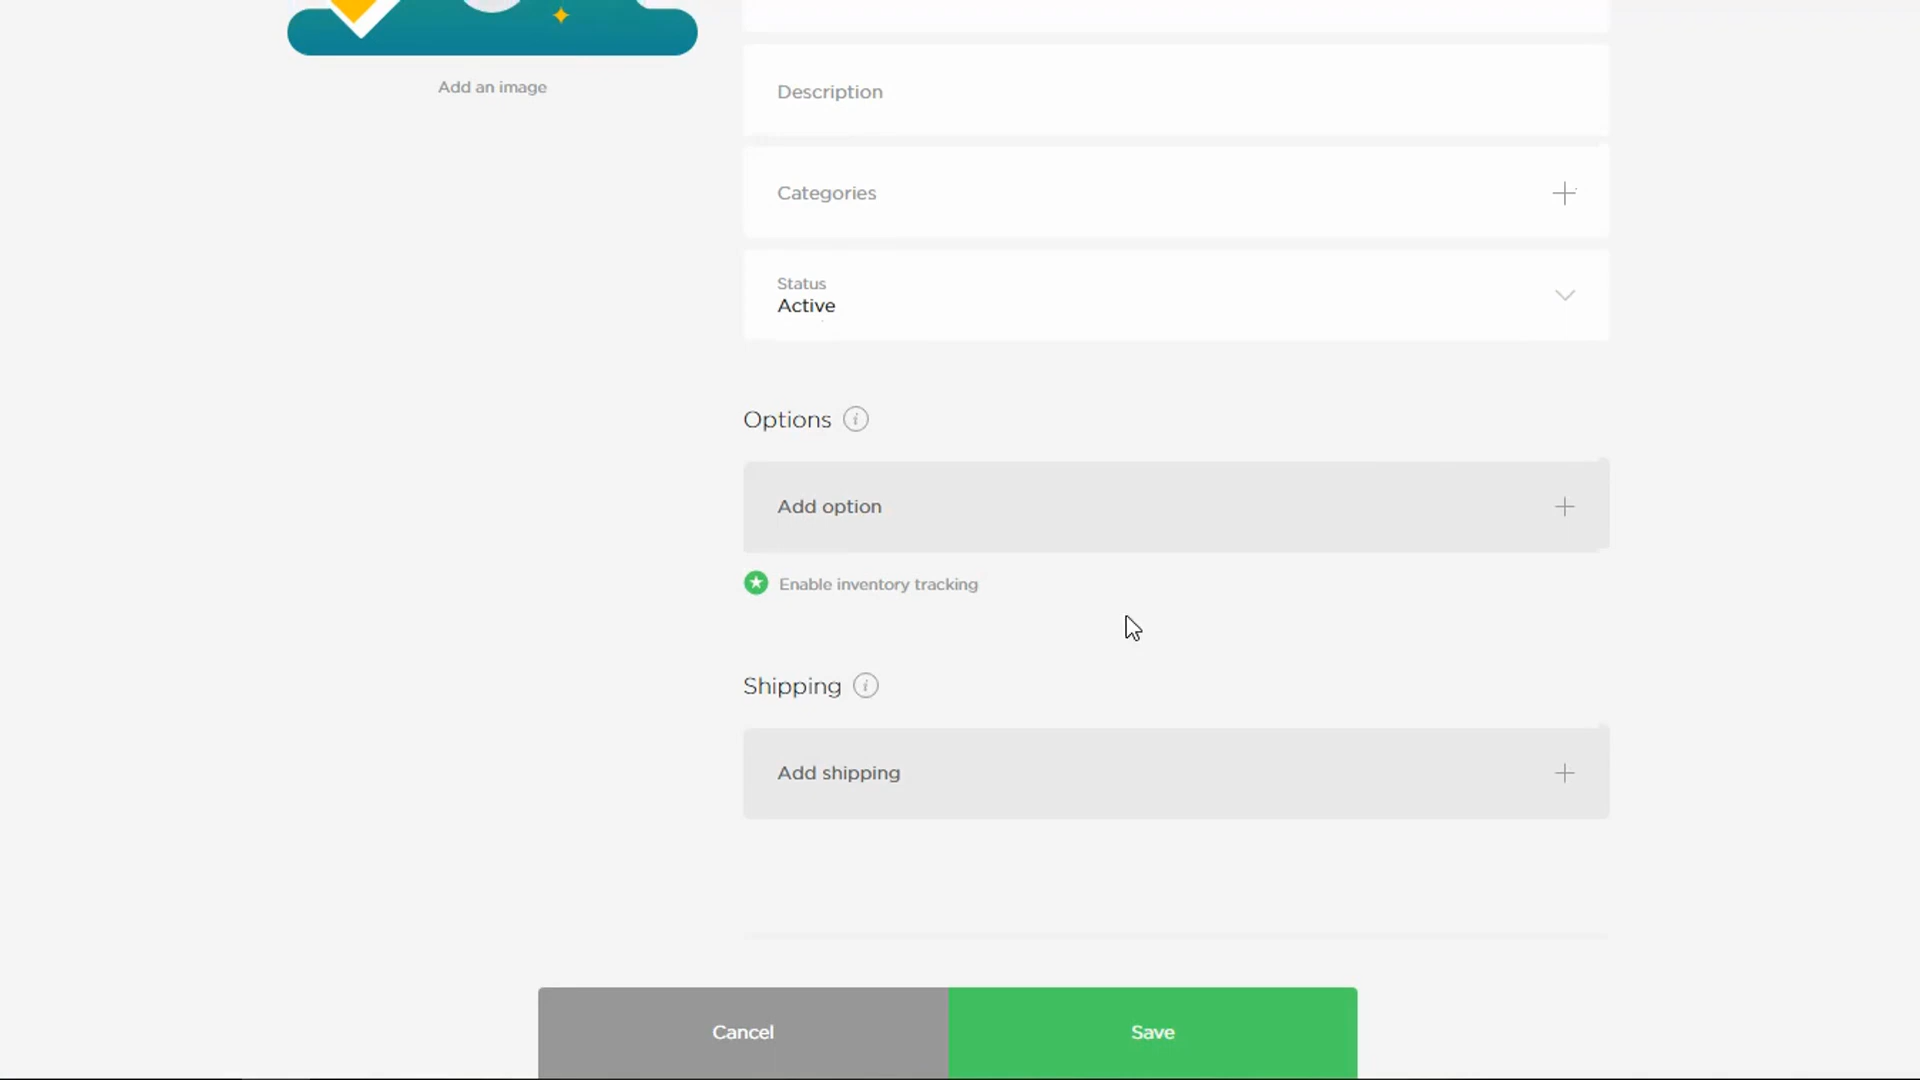 Add an image
Description
Categories
Status
Active
Options
Add option
Enable inventory tracking
Shipping
Add shipping
Cancel
Save